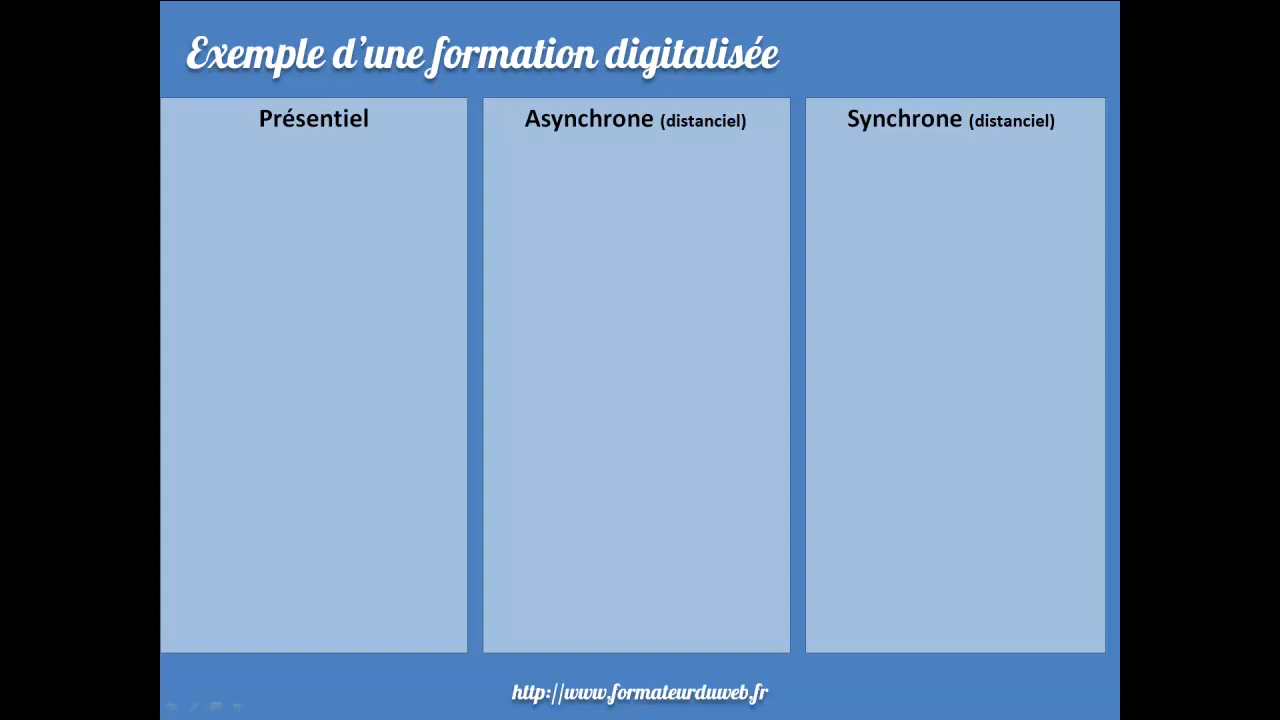 Exemple d'une formation digitalisée
Présentiel
Asynchrone (distanciel)
Synchrone (distanciel)
http://www.formateurduweb.fr